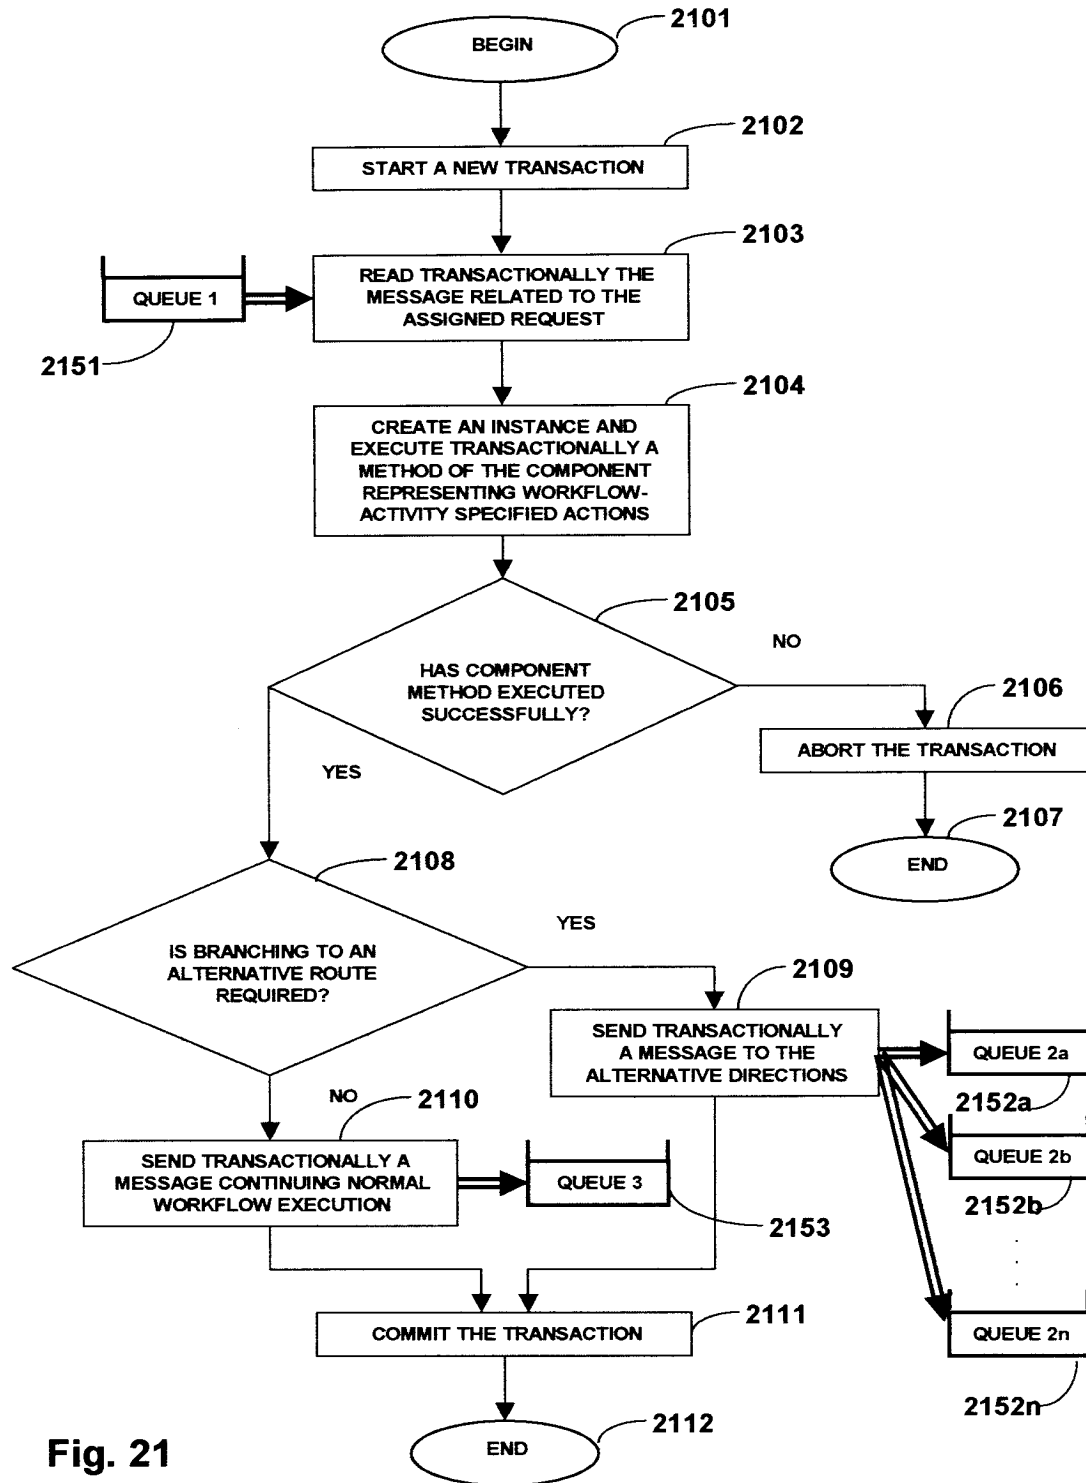 2101
BEGIN
2102
START A NEW TRANSACTION
2103
READ TRANSACTIONALLY THE
MESSAGE RELATED TO THE
ASSIGNED REQUEST
QUEUE 1
2151
2104
CREATE AN INSTANCE AND
EXECUTE TRANSACTIONALLY A
METHOD OF THE COMPONENT
REPRESENTING WORKFLOW-
ACTIVITY SPECIFIED ACTIONS
2105
NO
HAS COMPONENT
METHOD EXECUTED
SUCCESSFULLY?
2106
ABORT THE TRANSACTION
YES
2107
END
2108
YES
IS BRANCHING TO AN
ALTERNATIVE ROUTE
REQUIRED?
2109
SEND TRANSACTIONALLY
A MESSAGE TO THE
ALTERNATIVE DIRECTIONS
QUEUE 2a
2152a
NO
2110
SEND TRANSACTIONALLY A
MESSAGE CONTINUING NORMAL
WORKFLOW EXECUTION
QUEUE 3
2153
QUEUE 2b
2152b
QUEUE 2n
2152n
2111
COMMIT THE TRANSACTION
2112
END
Fig. 21